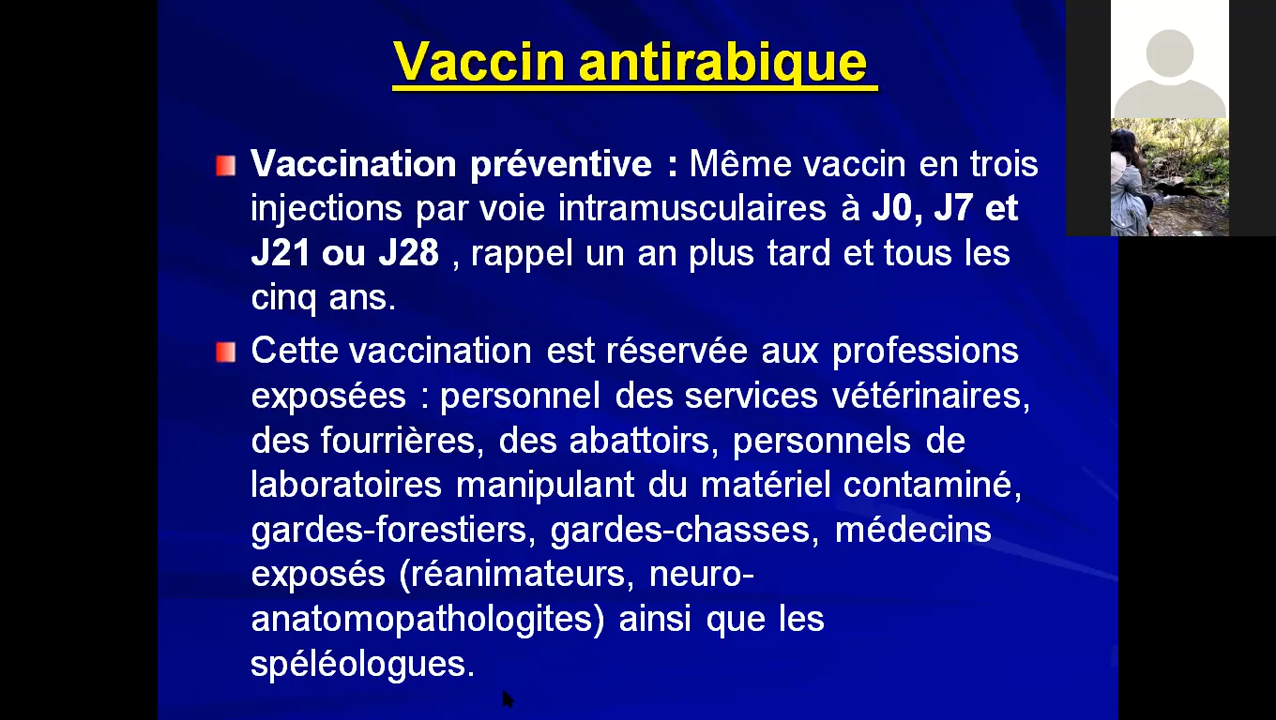 Vaccin antirabique
Vaccination préventive : Même vaccin en trois
injections par voie intramusculaires à J0, J7 et
J21 ou J28 , rappel un an plus tard et tous les
cinq ans.
Cette vaccination est réservée aux professions
exposées : personnel des services vétérinaires,
des fourrières, des abattoirs, personnels de
laboratoires manipulant du matériel contaminé,
gardes-forestiers, gardes-chasses, médecins
exposés (réanimateurs, neuro-
anatomopathologites) ainsi que les
spéléologues.